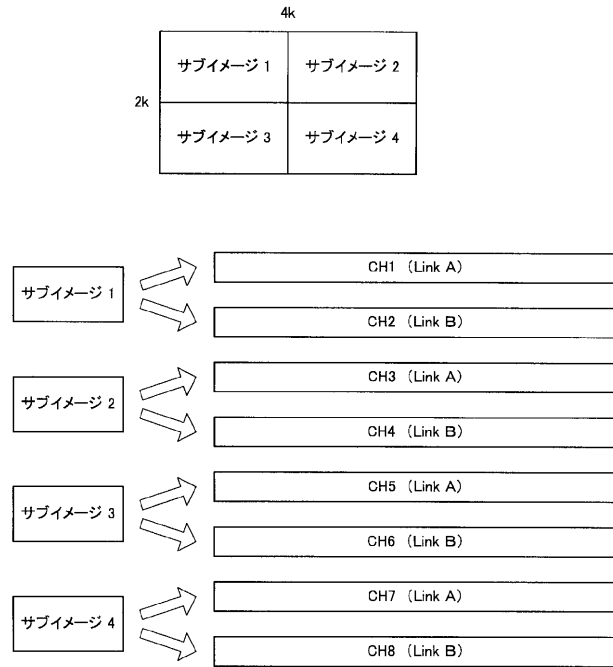 4k
サブイメージ 1
サブイメージ 2
2k
サブイメージ 3
サブイメージ 4
サブイメージ 1
CH1 (Link A)
CH2 (Link B)
サブイメージ 2
CH3 (Link A)
CH4 (Link B)
サブイメージ 3
CH5 (Link A)
CH6 (Link B)
サブイメージ 4
CH7 (Link A)
CH8 (Link B)